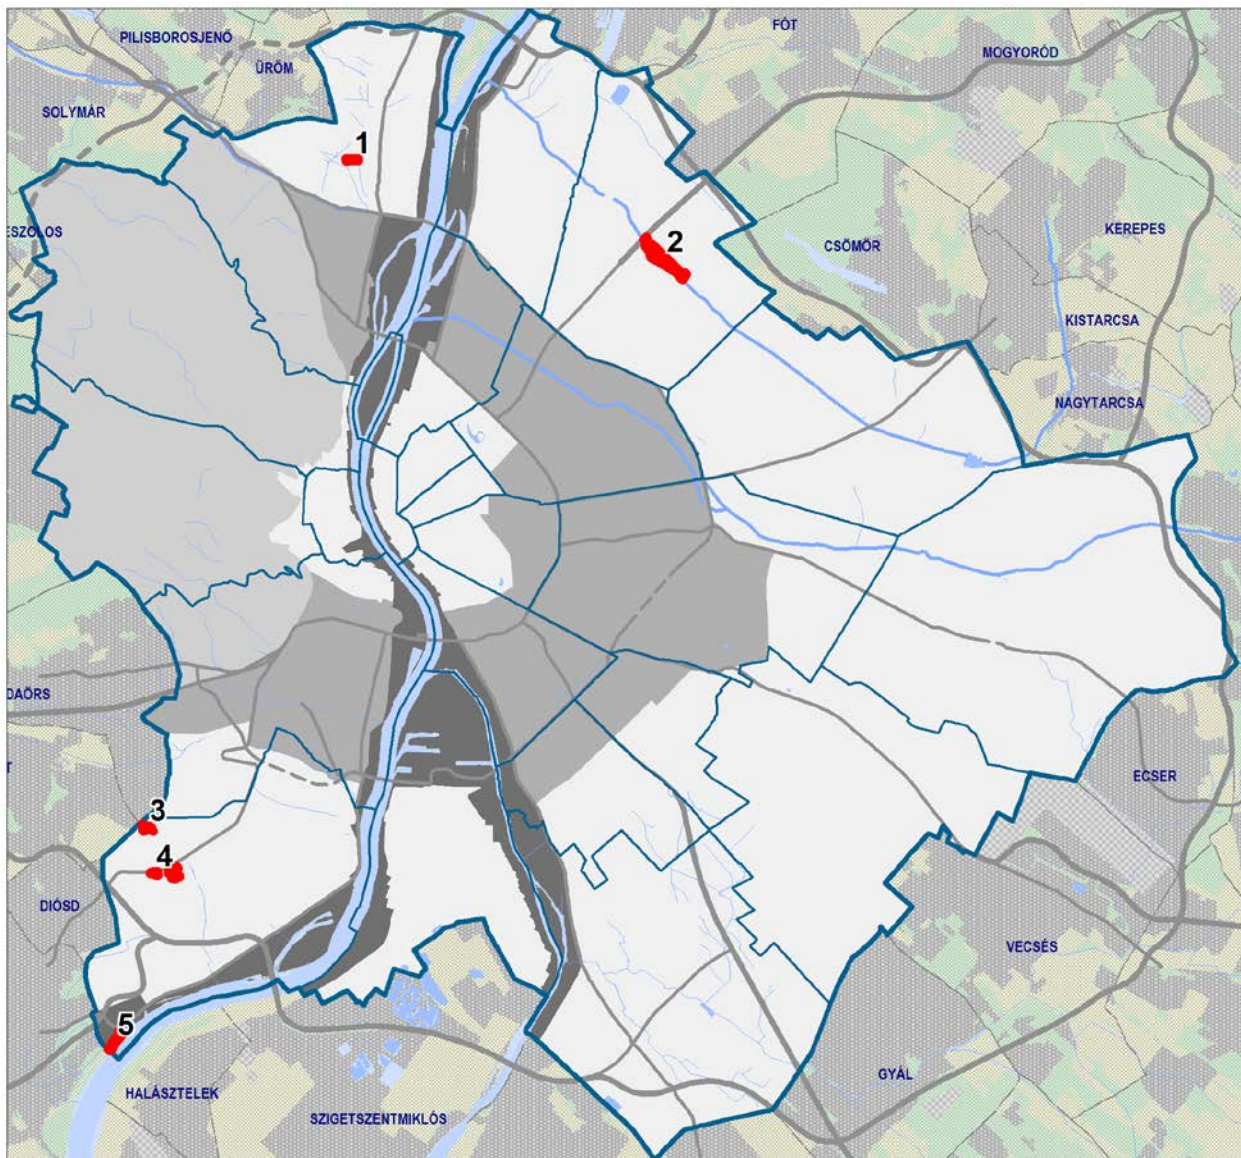 FÓT
PILISBOROSJENŐ
MOGYORÓD
ÜRÖM
SOLYMÁR
1
KEREPES
ESZOLOS
2
CSÖMÖR
KISTARCSA
NAGYTARCSA
DAÖRS
T
ECSER
3
4
DIÓSD
VECSÉS
5
GYÁL
HALÁSZTELEK
SZIGETSZENTMIKLÓS